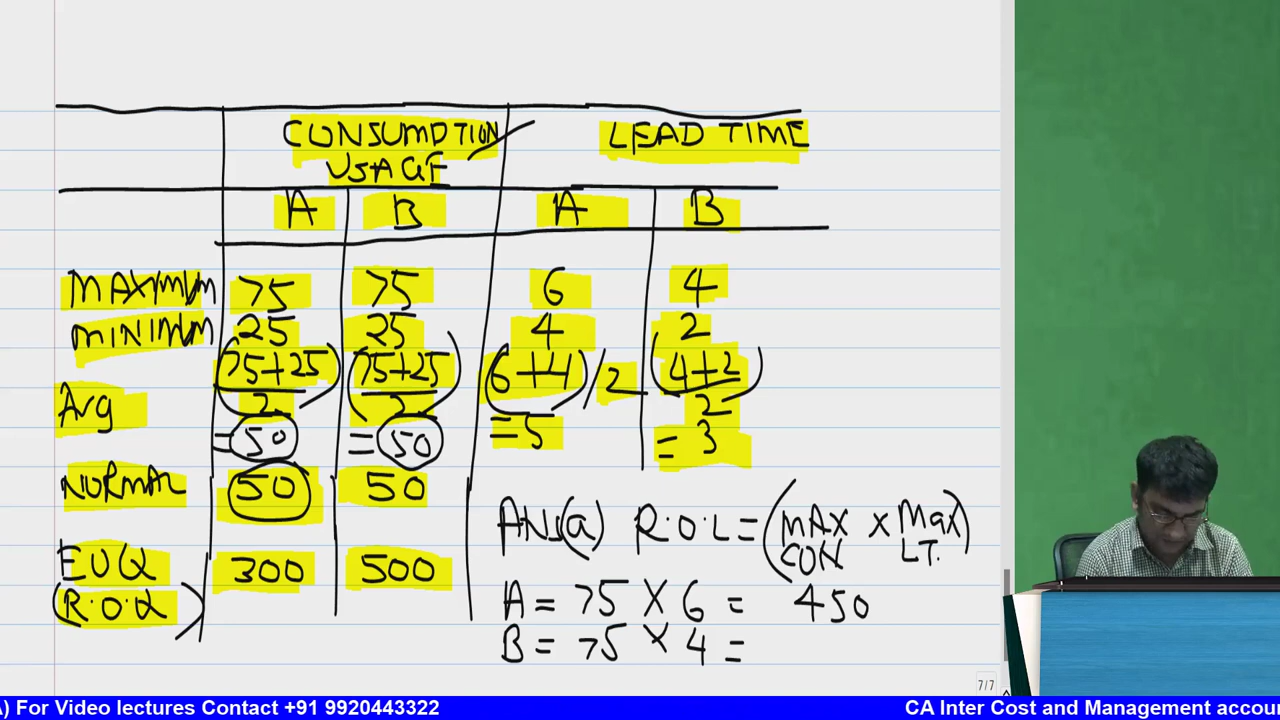 CONSUMPTION USAGE LEAD TIME
A B A B
MAXIMUM 75 75 6 4
MINIMUM 25 25 4 2
Avg (75+25)/2 (75+25)/2 (6+4)/2 (4+2)/2
=50 =50 =5 =3
NORMAL 50 50
EOQ 300 500
(R.O.Q)
ANS(a) R.O.L=(MAX CON x Max LT.)
A = 75 X 6 = 450
B = 75 X 4 =
7/7
A) For Video lectures Contact +91 9920443322 CA Inter Cost and Management accou